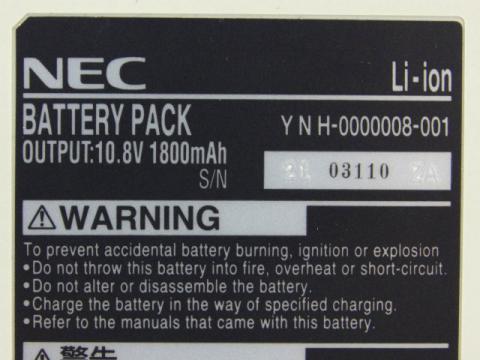 NEC
Li-ion
BATTERY PACK
YNH-0000008-001
OUTPUT:10.8V 1800mAh
S/N
03110
⚠WARNING
To prevent accidental battery burning, ignition or explosion
•Do not throw this battery into fire, overheat or short-circuit.
•Do not alter or disassemble the battery.
•Charge the battery in the way of specified charging.
•Refer to the manuals that came with this battery.
⚠警告